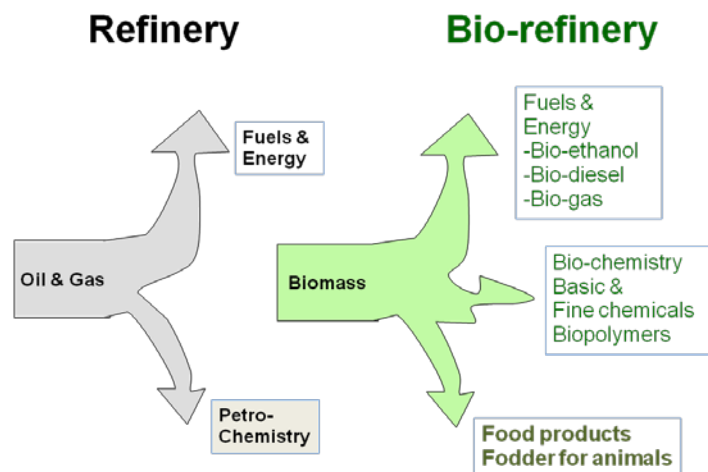 Refinery
Bio-refinery
Fuels &
Energy
Fuels &
Energy
-Bio-ethanol
-Bio-diesel
-Bio-gas
Oil & Gas
Biomass
Bio-chemistry
Basic &
Fine chemicals
Biopolymers
Petro-
Chemistry
Food products
Fodder for animals